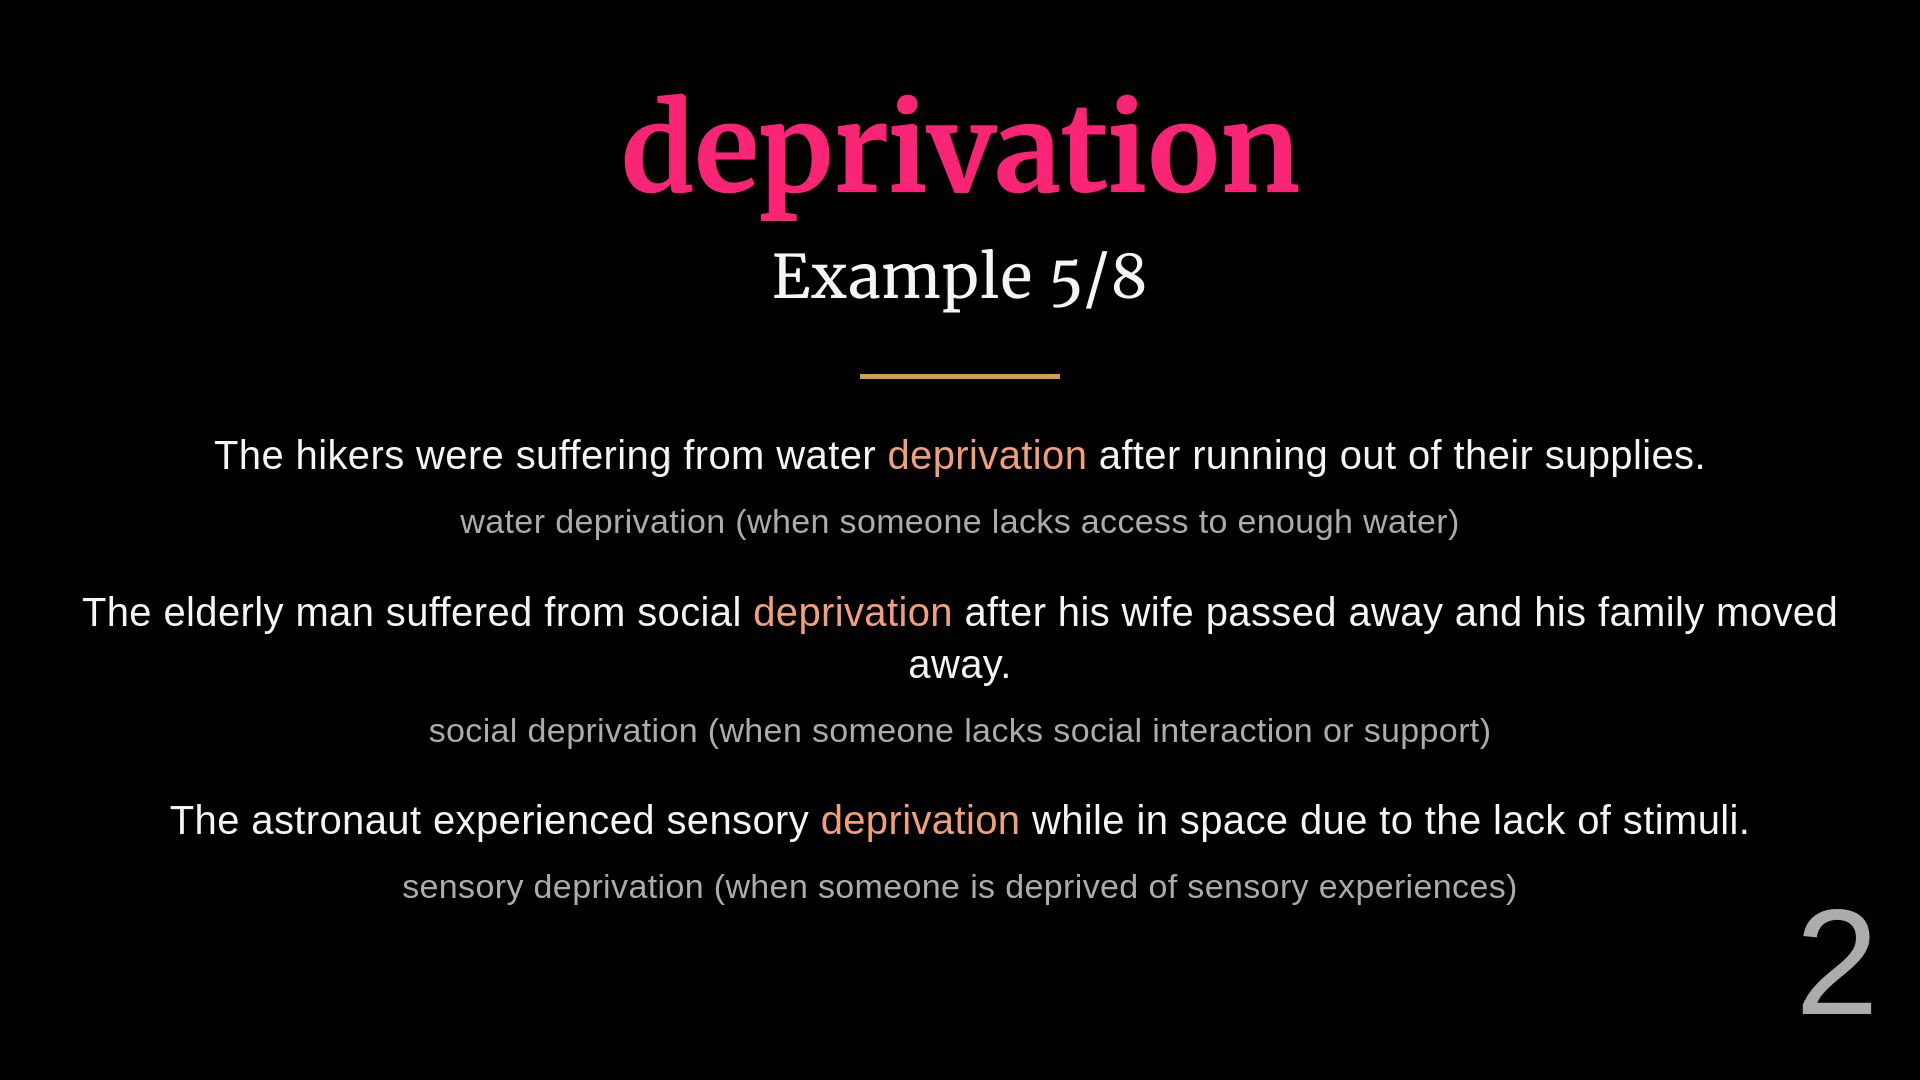 deprivation
Example 5/8
The hikers were suffering from water deprivation after running out of their supplies.
water deprivation (when someone lacks access to enough water)
The elderly man suffered from social deprivation after his wife passed away and his family moved
away.
social deprivation (when someone lacks social interaction or support)
The astronaut experienced sensory deprivation while in space due to the lack of stimuli.
sensory deprivation (when someone is deprived of sensory experiences)
2